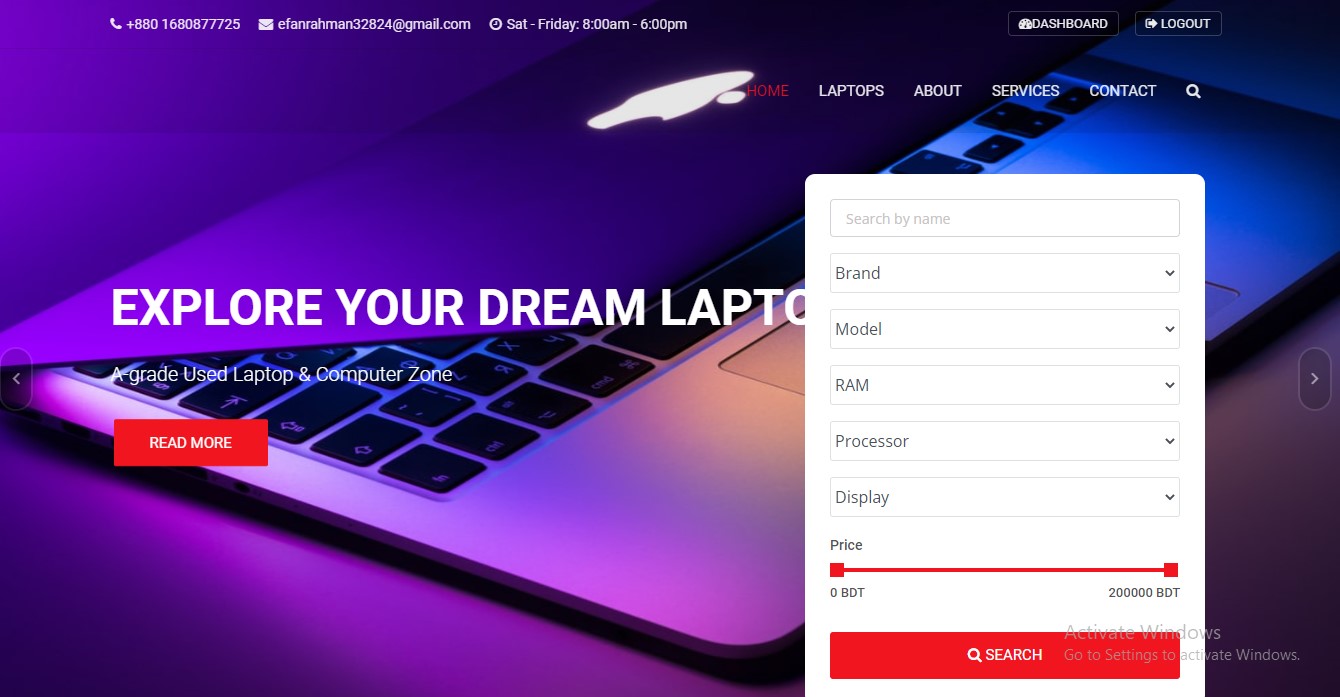 +880 1680877725 efanrahman32824@gmail.com Sat - Friday: 8:00am - 6:00pm DASHBOARD LOGOUT
HOME LAPTOPS ABOUT SERVICES CONTACT
Search by name
Brand
EXPLORE YOUR DREAM LAPTO
Model
A-grade Used Laptop & Computer Zone
RAM
READ MORE
Processor
Display
Price
0 BDT 200000 BDT
SEARCH
Activate Windows
Go to Settings to activate Windows.
cmd
ctrl